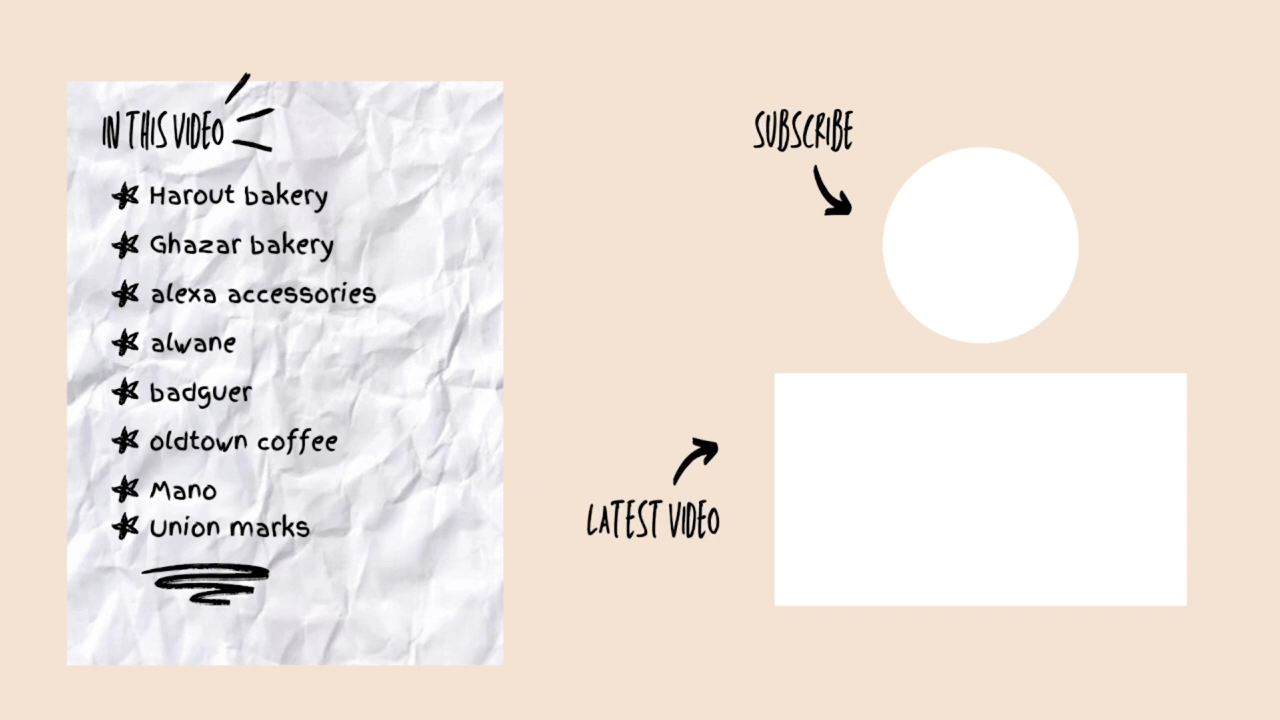 IN THIS VIDEO
Harout bakery
Ghazar bakery
alexa accessories
alwane
badguer
oldtown coffee
Mano
Union marks
SUBSCRIBE
LATEST VIDEO